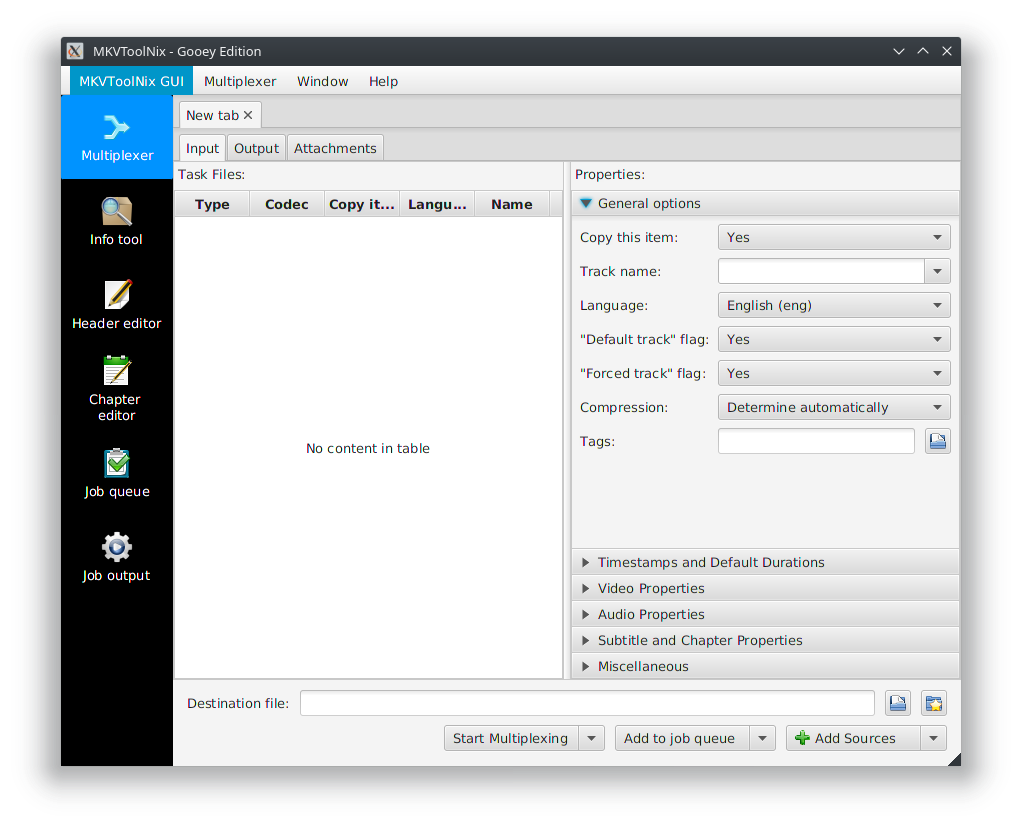 MKVToolNix - Gooey Edition
MKVToolNix GUI Multiplexer Window Help
New tab
Input Output Attachments
Multiplexer
Info tool
Header editor
Chapter
editor
Job queue
Job output
Task Files:
Type Codec Copy it... Langu... Name
No content in table
Properties:
General options
Copy this item: Yes
Track name:
Language: English (eng)
"Default track" flag: Yes
"Forced track" flag: Yes
Compression: Determine automatically
Tags:
Timestamps and Default Durations
Video Properties
Audio Properties
Subtitle and Chapter Properties
Miscellaneous
Destination file:
Start Multiplexing Add to job queue Add Sources